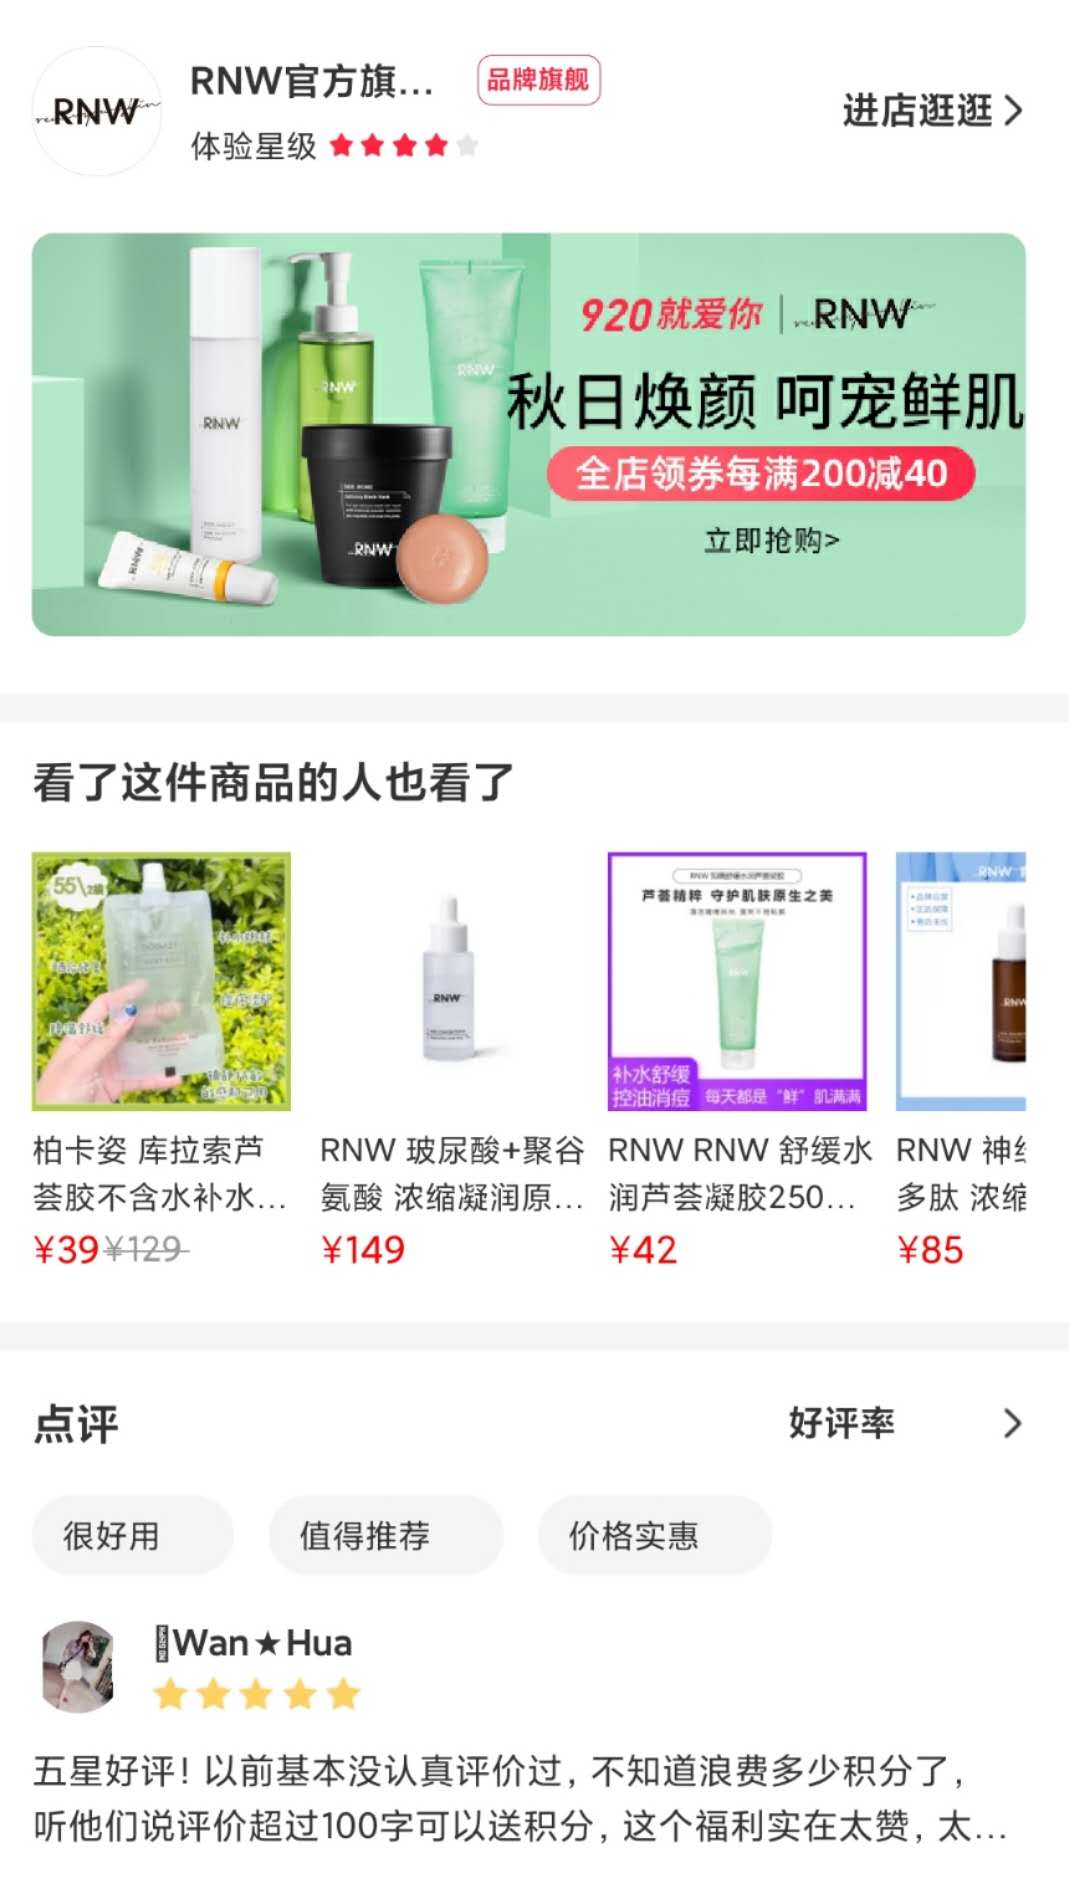 RNW
RNW官方旗...
品牌旗舰
体验星级
进店逛逛
920就爱你
RNW
秋日焕颜 呵宠鲜肌
全店领券每满200减40
立即抢购>
RNW
RNW
RNW
RNW
RNW
看了这件商品的人也看了
55\2袋
RNW
芦荟精粹 守护肌肤原生之美
补水舒缓
控油消痘
每天都是“鲜”肌满满
RNW
RNW
柏卡姿 库拉索芦
荟胶不含水补水...
¥39 ¥129
RNW 玻尿酸+聚谷
氨酸 浓缩凝润原...
¥149
RNW RNW 舒缓水
润芦荟凝胶250...
¥42
RNW 神
多肽 浓缩
¥85
点评
好评率
很好用
值得推荐
价格实惠
Wan★Hua
五星好评！以前基本没认真评价过，不知道浪费多少积分了，
听他们说评价超过100字可以送积分，这个福利实在太赞，太...